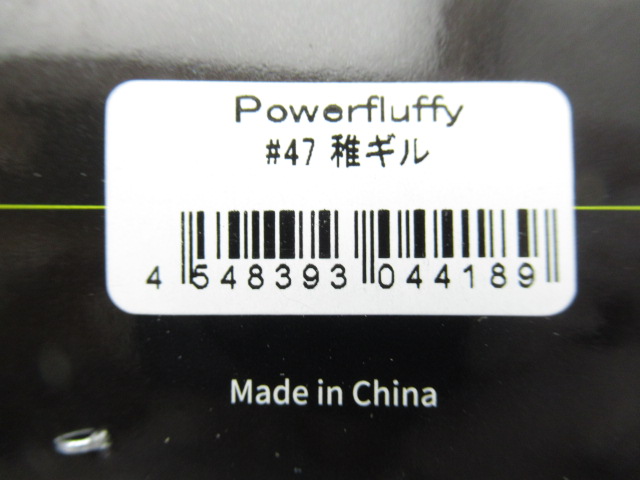 Powerfluffy
#47 稚ギル
4 548393 044189
Made in China